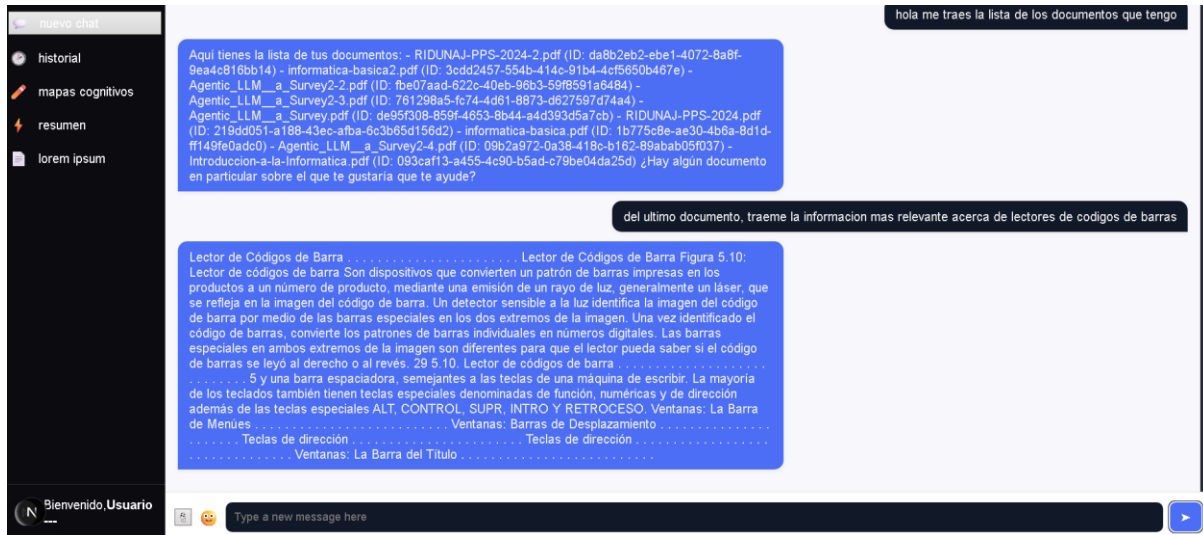 nuevo chat
historial
mapas cognitivos
resumen
lorem ipsum
Bienvenido,Usuario
---
N
hola me traes la lista de los documentos que tengo
Aquí tienes la lista de tus documentos: - RIDUNAJ-PPS-2024-2.pdf (ID: da8b2eb2-ebe1-4072-8a8f-
9ea4c816bb14) - informatica-basica2.pdf (ID: 3cdd2457-554b-414c-91b4-4cf5650b467e) -
Agentic_LLM__a_Survey2-2.pdf (ID: fbe07aad-622c-40eb-96b3-59f8591a6484) -
Agentic_LLM__a_Survey2-3.pdf (ID: 761298a5-fc74-4d61-8873-d627597d74a4) -
Agentic_LLM__a_Survey.pdf (ID: de95f308-859f-4653-8b44-a4d393d5a7cb) - RIDUNAJ-PPS-2024.pdf
(ID: 219dd051-a188-43ec-afba-6c3b65d156d2) - informatica-basica.pdf (ID: 1b775c8e-ae30-4b6a-8d1d-
ff149fe0adc0) - Agentic_LLM__a_Survey2-4.pdf (ID: 09b2a972-0a38-418c-b162-89abab05f037) -
Introduccion-a-la-Informatica.pdf (ID: 093caf13-a455-4c90-b5ad-c79be04da25d) ¿Hay algún documento
en particular sobre el que te gustaría que te ayude?
del ultimo documento, traeme la informacion mas relevante acerca de lectores de codigos de barras
Lector de Códigos de Barra . . . . . . . . . . . . . . . . . . . . . . . . Lector de Códigos de Barra Figura 5.10:
Lector de códigos de barra Son dispositivos que convierten un patrón de barras impresas en los
productos a un número de producto, mediante una emisión de un rayo de luz, generalmente un láser, que
se refleja en la imagen del código de barra. Un detector sensible a la luz identifica la imagen del código
de barra por medio de las barras especiales en los dos extremos de la imagen. Una vez identificado el
código de barras, convierte los patrones de barras individuales en números digitales. Las barras
especiales en ambos extremos de la imagen son diferentes para que el lector pueda saber si el código
de barras se leyó al derecho o al revés. 29 5.10. Lector de códigos de barra . . . . . . . . . . . . . . . . . . . .
. . . . . . . . . 5 y una barra espaciadora, semejantes a las teclas de una máquina de escribir. La mayoría
de los teclados también tienen teclas especiales denominadas de función, numéricas y de dirección
además de las teclas especiales ALT, CONTROL, SUPR, INTRO Y RETROCESO. Ventanas: La Barra
de Menúes . . . . . . . . . . . . . . . . . . . . . . . . . . Ventanas: Barras de Desplazamiento . . . . . . . . . . . . . . .
. . . . . . . Teclas de dirección . . . . . . . . . . . . . . . . . . . . . . . Teclas de dirección . . . . . . . . . . . . . . . . . .
. . . . . . . . . . . . . . Ventanas: La Barra del Título . . . . . . . . . . . . . . . . . . . . . . . . . .
Type a new message here